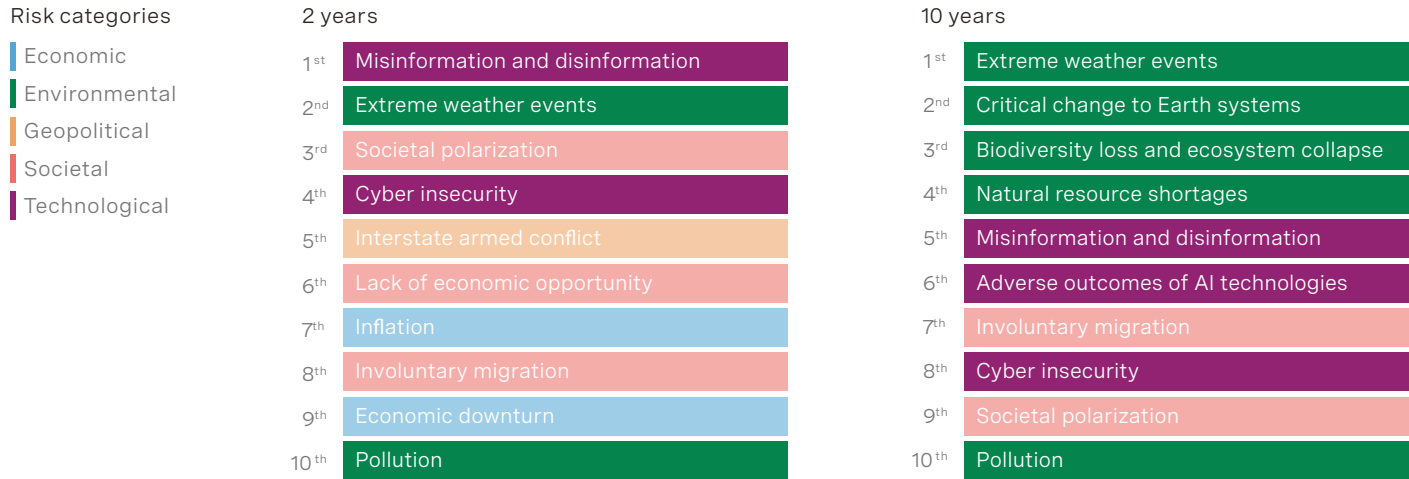 Risk categories
Economic
Environmental
Geopolitical
Societal
Technological
2 years
1st Misinformation and disinformation
2nd Extreme weather events
3rd Societal polarization
4th Cyber insecurity
5th Interstate armed conflict
6th Lack of economic opportunity
7th Inflation
8th Involuntary migration
9th Economic downturn
10th Pollution
10 years
1st Extreme weather events
2nd Critical change to Earth systems
3rd Biodiversity loss and ecosystem collapse
4th Natural resource shortages
5th Misinformation and disinformation
6th Adverse outcomes of AI technologies
7th Involuntary migration
8th Cyber insecurity
9th Societal polarization
10th Pollution